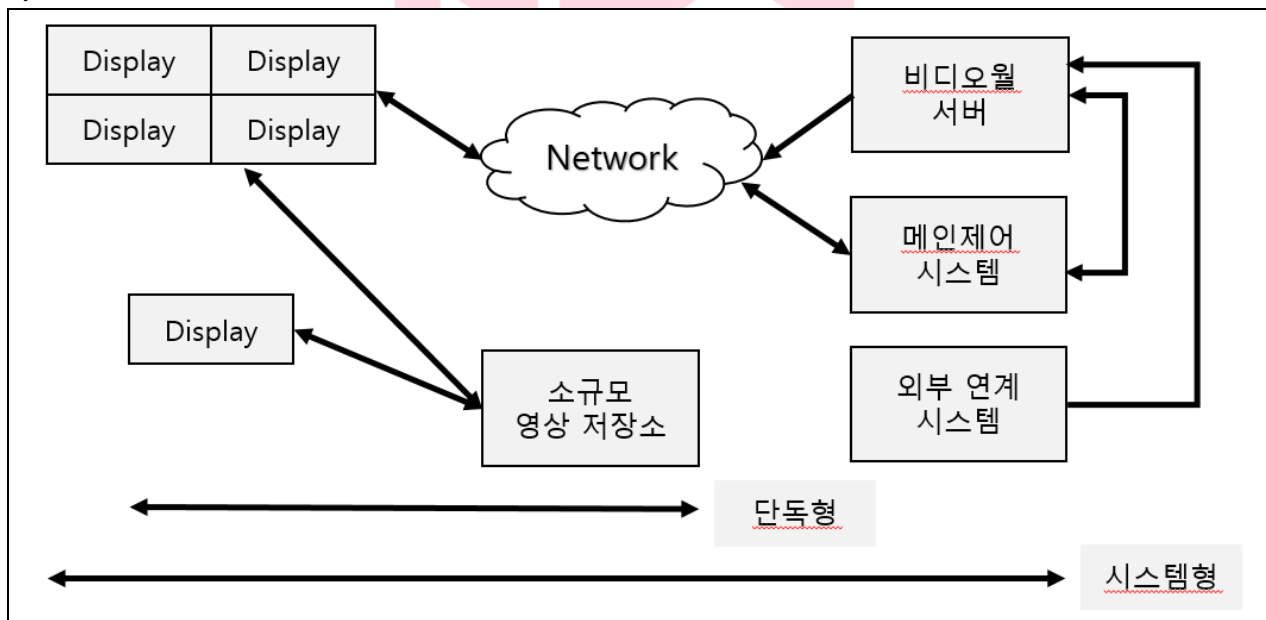 Display Display
Display Display
Network
비디오월
서버
메인제어
시스템
Display
소규모
영상 저장소
외부 연계
시스템
단독형
시스템형